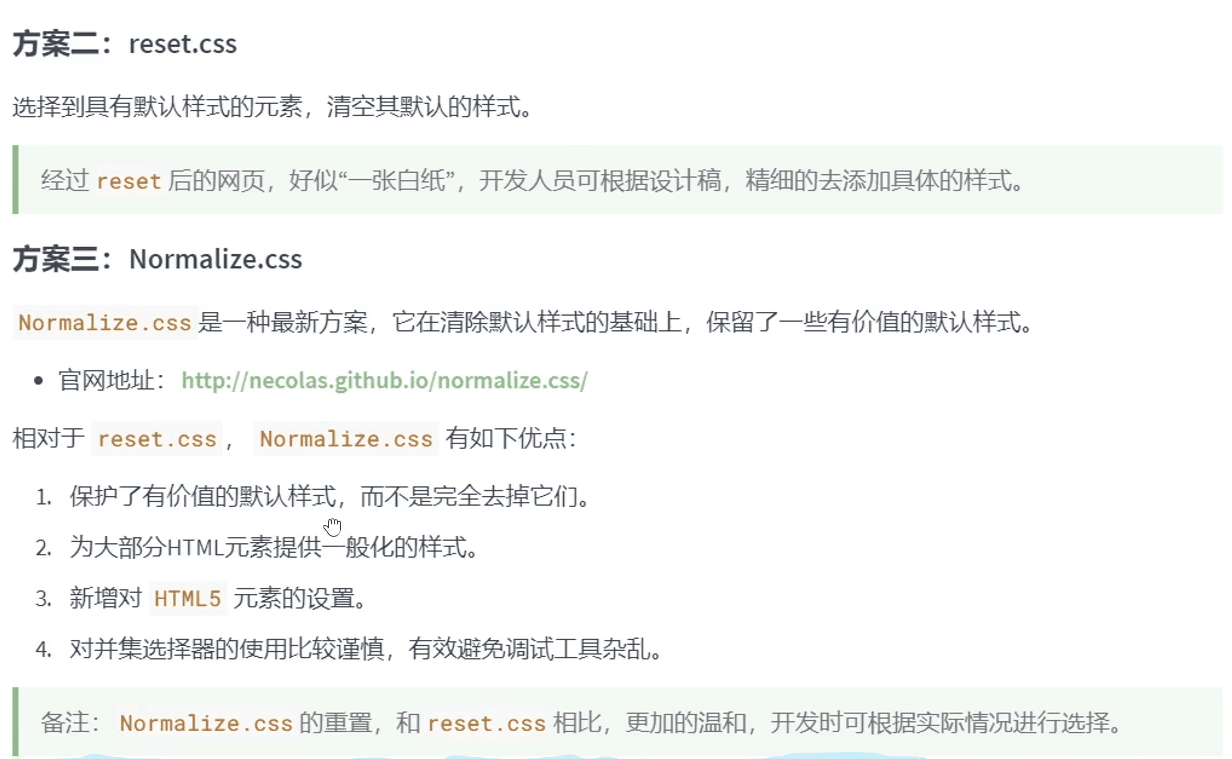 方案二：reset.css
选择到具有默认样式的元素，清空其默认的样式。
经过 reset 后的网页，好似“一张白纸”，开发人员可根据设计稿，精细的去添加具体的样式。
方案三：Normalize.css
Normalize.css 是一种最新方案，它在清除默认样式的基础上，保留了一些有价值的默认样式。
• 官网地址：http://necolas.github.io/normalize.css/
相对于 reset.css ， Normalize.css 有如下优点：
1. 保护了有价值的默认样式，而不是完全去掉它们。
2. 为大部分HTML元素提供一般化的样式。
3. 新增对 HTML5 元素的设置。
4. 对并集选择器的使用比较谨慎，有效避免调试工具杂乱。
备注： Normalize.css 的重置，和 reset.css 相比，更加的温和，开发时可根据实际情况进行选择。